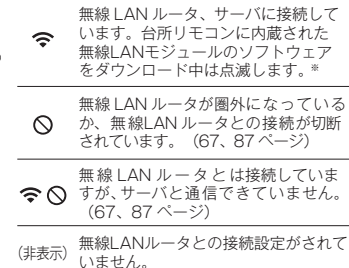 無線 LAN ルータ、サーバに接続して
います。台所リモコンに内蔵された
無線LANモジュールのソフトウェア
をダウンロード中は点滅します。※
無線 LAN ルータが圏外になっている
か、無線LAN ルータとの接続が切断
されています。（67、87 ページ）
無線 LAN ルータとは接続していま
すが、サーバと通信できていません。
（67、87 ページ）
(非表示)
無線LANルータとの接続設定がされて
いません。